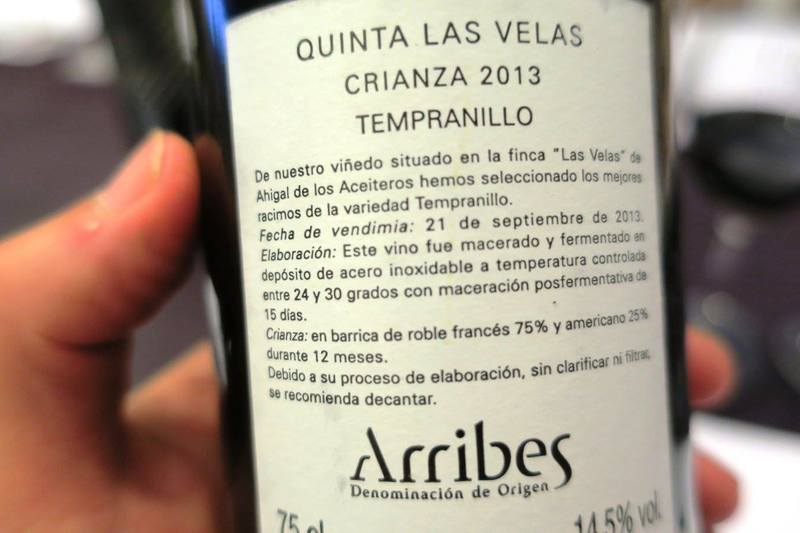 QUINTA LAS VELAS
CRIANZA 2013
TEMPRANILLO
De nuestro viñedo situado en la finca "Las Velas" de
Ahigal de los Aceiteros hemos seleccionado los mejores
racimos de la variedad Tempranillo.
Fecha de vendimia: 21 de septiembre de 2013.
Elaboración: Este vino fue macerado y fermentado en
depósito de acero inoxidable a temperatura controlada
entre 24 y 30 grados con maceración posfermentativa de
15 días.
Crianza: en barrica de roble francés 75% y americano 25%
durante 12 meses.
Debido a su proceso de elaboración, sin clarificar ni filtrar,
se recomienda decantar.
Arribes
Denominación de Origen
75 cl 14,5% vol.